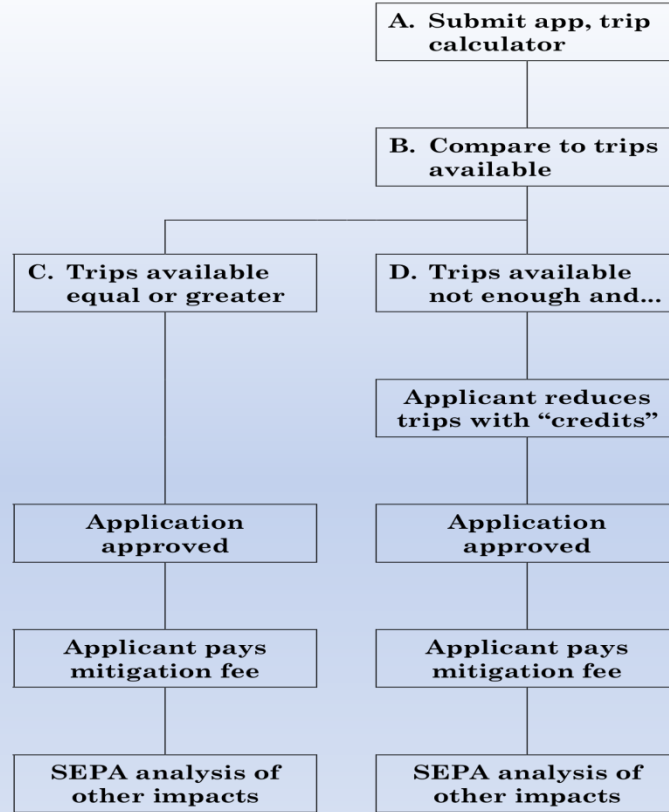 A. Submit app, trip
calculator
B. Compare to trips
available
C. Trips available
equal or greater
D. Trips available
not enough and...
Applicant reduces
trips with “credits”
Application
approved
Application
approved
Applicant pays
mitigation fee
Applicant pays
mitigation fee
SEPA analysis of
other impacts
SEPA analysis of
other impacts